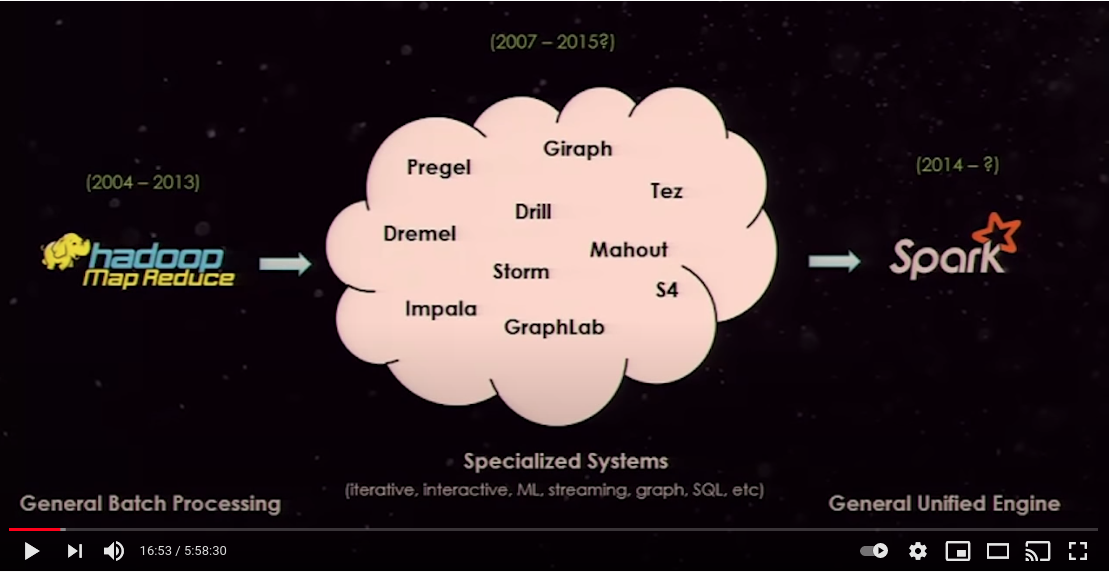 (2007 – 2015?)
(2004 – 2013)
(2014 – ?)
Pregel
Giraph
Tez
Drill
Dremel
Mahout
Storm
S4
Impala
GraphLab
hadoop
Map Reduce
Spark
Specialized Systems
(iterative, interactive, ML, streaming, graph, SQL, etc)
General Batch Processing
General Unified Engine
16:53 / 5:58:30